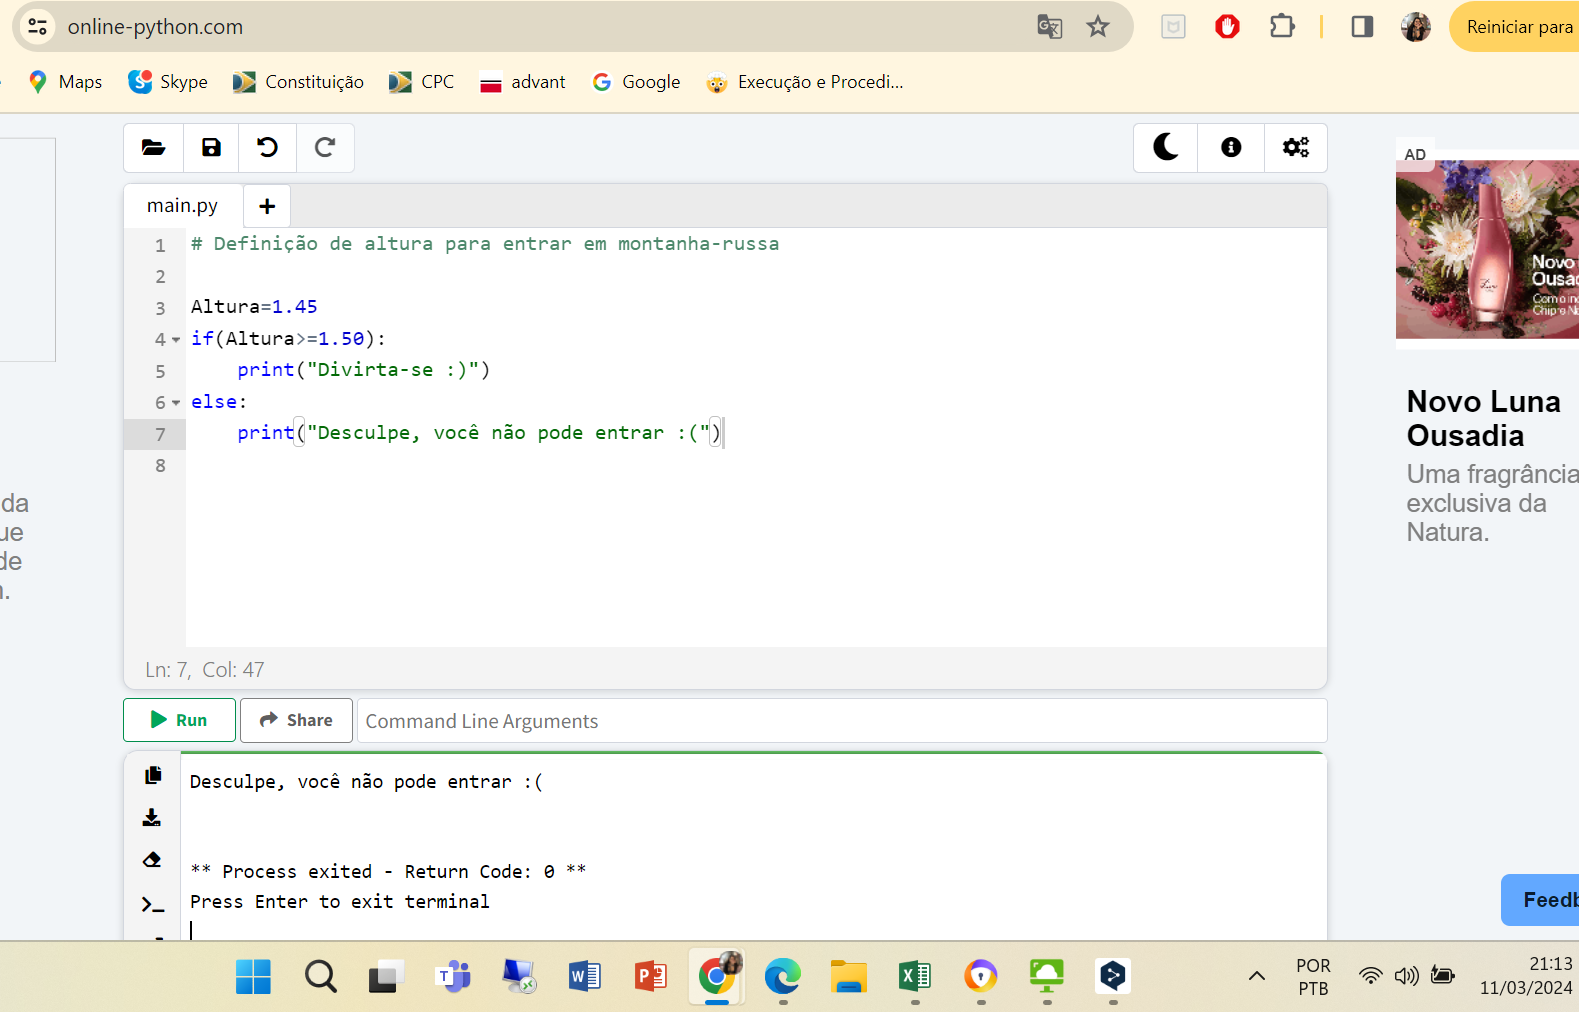 online-python.com
Reiniciar para
Maps
Skype
Constituição
CPC
advant
Google
Execução e Procedi...
AD
main.py
+
1 # Definição de altura para entrar em montanha-russa
2
3 Altura=1.45
4 if(Altura>=1.50):
5 print("Divirta-se :)")
6 else:
7 print("Desculpe, você não pode entrar :(")
8
Novo
Ousad
Com o in
Chipre N
Novo Luna
Ousadia
Uma fragrância
exclusiva da
Natura.
da
ue
de
Ln: 7, Col: 47
Run
Share
Command Line Arguments
Desculpe, você não pode entrar :(
** Process exited - Return Code: 0 **
Press Enter to exit terminal
Feedb
POR
PTB
21:13
11/03/2024